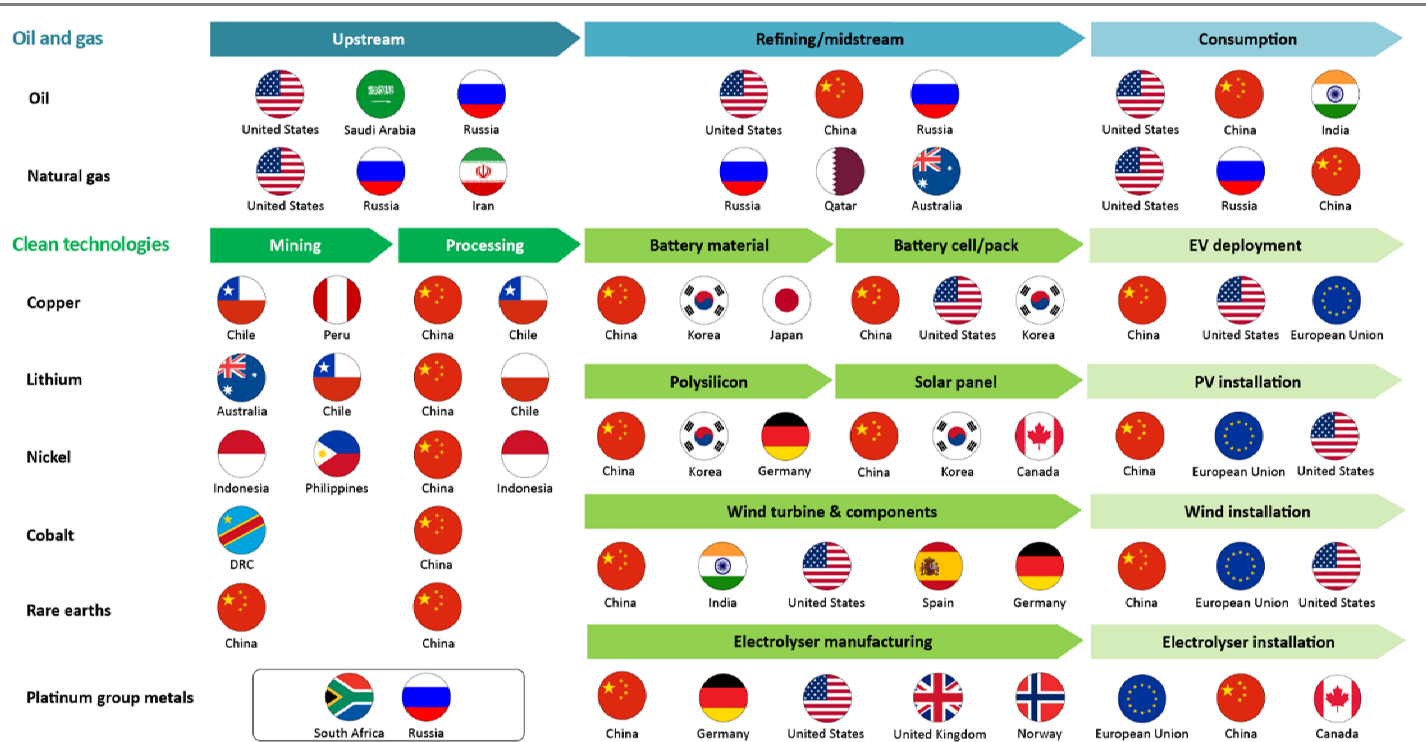 Oil and gas Upstream Refining/midstream Consumption
Oil
United States Saudi Arabia Russia United States China Russia United States China India
Natural gas
United States Russia Iran Russia Qatar Australia United States Russia China
Clean technologies Mining Processing Battery material Battery cell/pack EV deployment
Copper
Chile Peru China Chile China Korea Japan China United States Korea China United States European Union
Lithium Polysilicon Solar panel PV installation
Australia Chile China Chile
Nickel
China Korea Germany China Korea Canada China European Union United States
Indonesia Philippines China Indonesia
Wind turbine & components Wind installation
Cobalt
DRC China
China India United States Spain Germany China European Union United States
Rare earths
China China
Electrolyser manufacturing Electrolyser installation
Platinum group metals
South Africa Russia China Germany United States United Kingdom Norway European Union China Canada